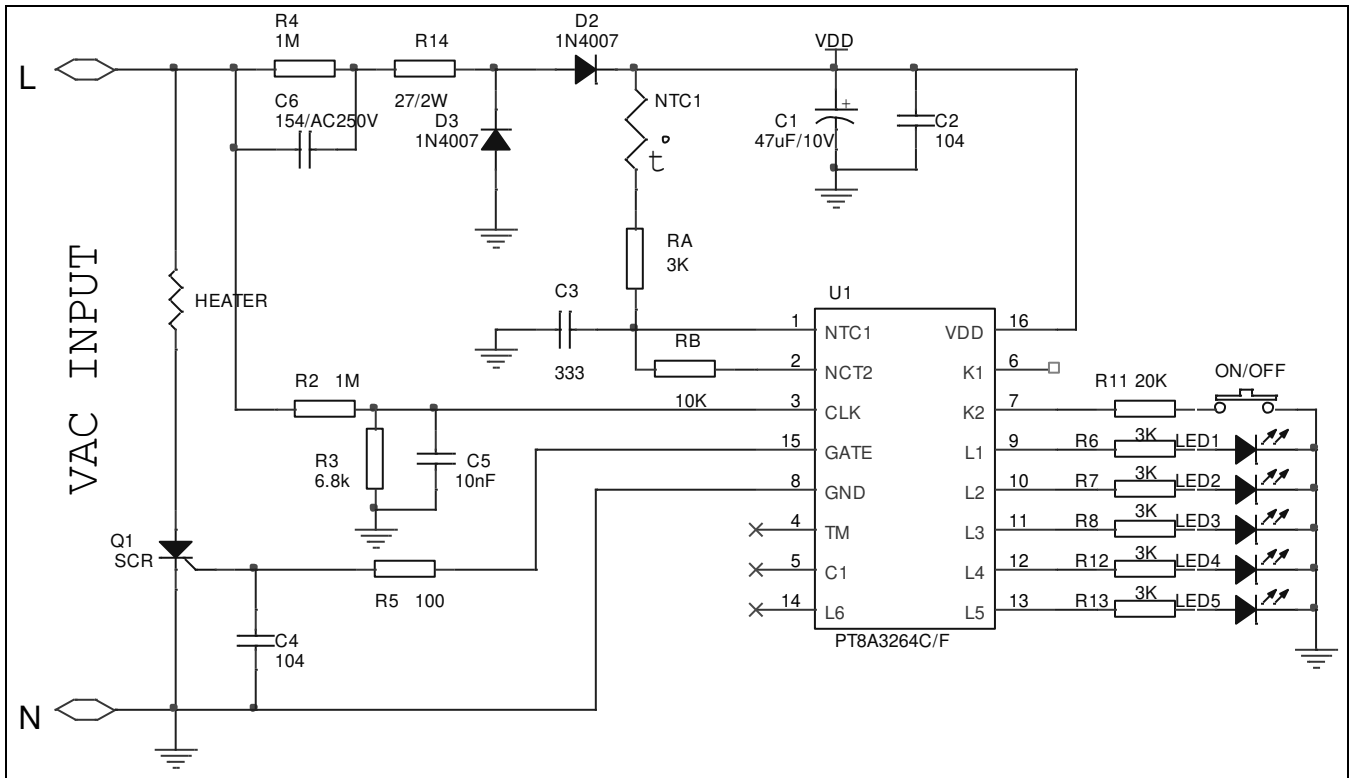 R4
1M
R14
D2
1N4007
VDD
L
C6
154/AC250V
27/2W
D3
1N4007
NTC1
t°
C1
+
47uF/10V
C2
104
VAC INPUT
HEATER
RA
3K
C3
333
RB
10K
U1
1 NTC1
2 NCT2
3 CLK
15 GATE
8 GND
4 TM
5 C1
14 L6
VDD 16
K1 6
K2 7
L1 9
L2 10
L3 11
L4 12
L5 13
PT8A3264C/F
R2 1M
R3
6.8k
C5
10nF
R11 20K
ON/OFF
R6 3K LED1
R7 3K LED2
R8 3K LED3
R12 3K LED4
R13 3K LED5
Q1
SCR
R5 100
C4
104
N